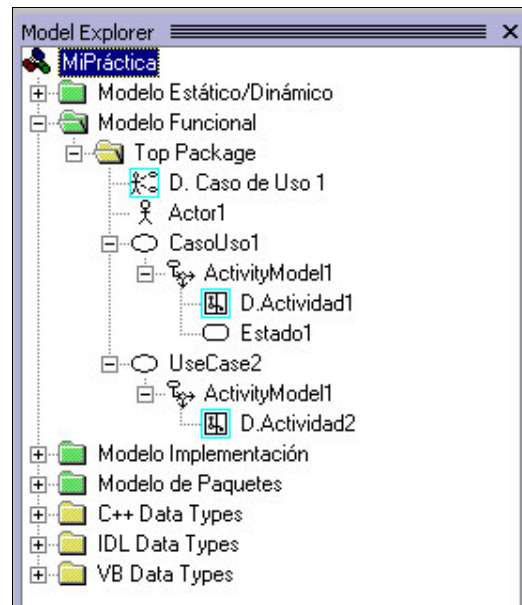 Model Explorer
MiPráctica
Modelo Estático/Dinámico
Modelo Funcional
Top Package
D. Caso de Uso 1
Actor1
CasoUso1
ActivityModel1
D.Actividad1
Estado1
UseCase2
ActivityModel1
D.Actividad2
Modelo Implementación
Modelo de Paquetes
C++ Data Types
IDL Data Types
VB Data Types